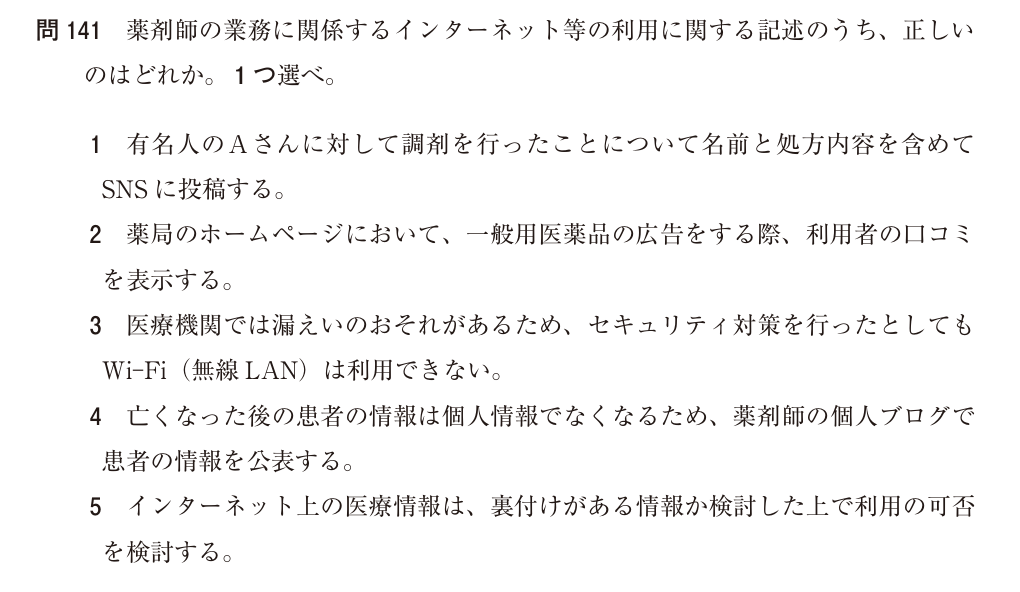 問 141　薬剤師の業務に関係するインターネット等の利用に関する記述のうち、正しい
のはどれか。1つ選べ。
1　有名人のAさんに対して調剤を行ったことについて名前と処方内容を含めて
SNS に投稿する。
2　薬局のホームページにおいて、一般用医薬品の広告をする際、利用者の口コミ
を表示する。
3　医療機関では漏えいのおそれがあるため、セキュリティ対策を行ったとしても
Wi-Fi（無線 LAN）は利用できない。
4　亡くなった後の患者の情報は個人情報でなくなるため、薬剤師の個人ブログで
患者の情報を公表する。
5　インターネット上の医療情報は、裏付けがある情報か検討した上で利用の可否
を検討する。